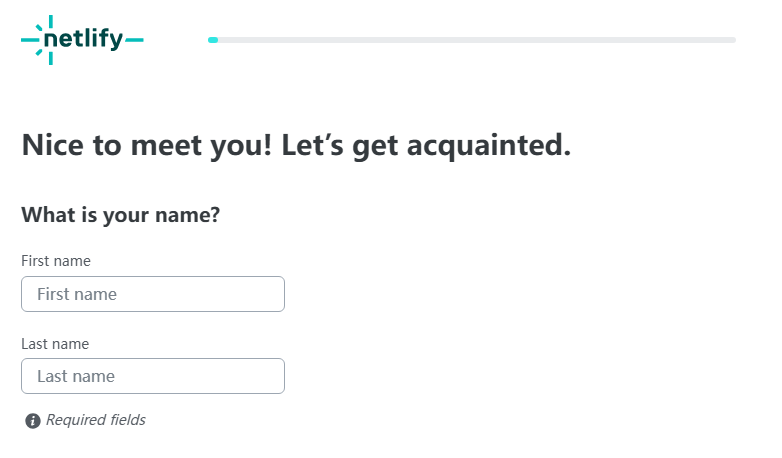 netlify
Nice to meet you! Let’s get acquainted.
What is your name?
First name
First name
Last name
Last name
Required fields